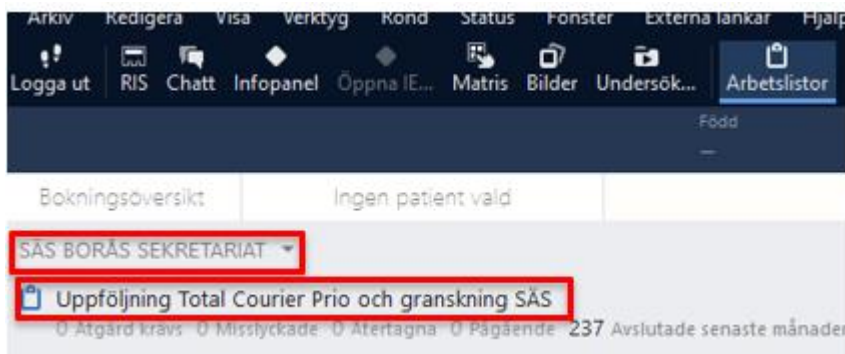 Arkiv Redigera Visa Verktyg Rond Status Fönster Externa länkar Hjälp
Logga ut RIS Chatt Infopanel Öppna IE... Matris Bilder Undersök... Arbetslistor
Född
–
Bokningsöversikt Ingen patient vald
SÄS BORÅS SEKRETARIAT
Uppföljning Total Courier Prio och granskning SÄS
0 Åtgärd krävs 0 Misslyckade 0 Återtagna 0 Pågående 237 Avslutade senaste månaden